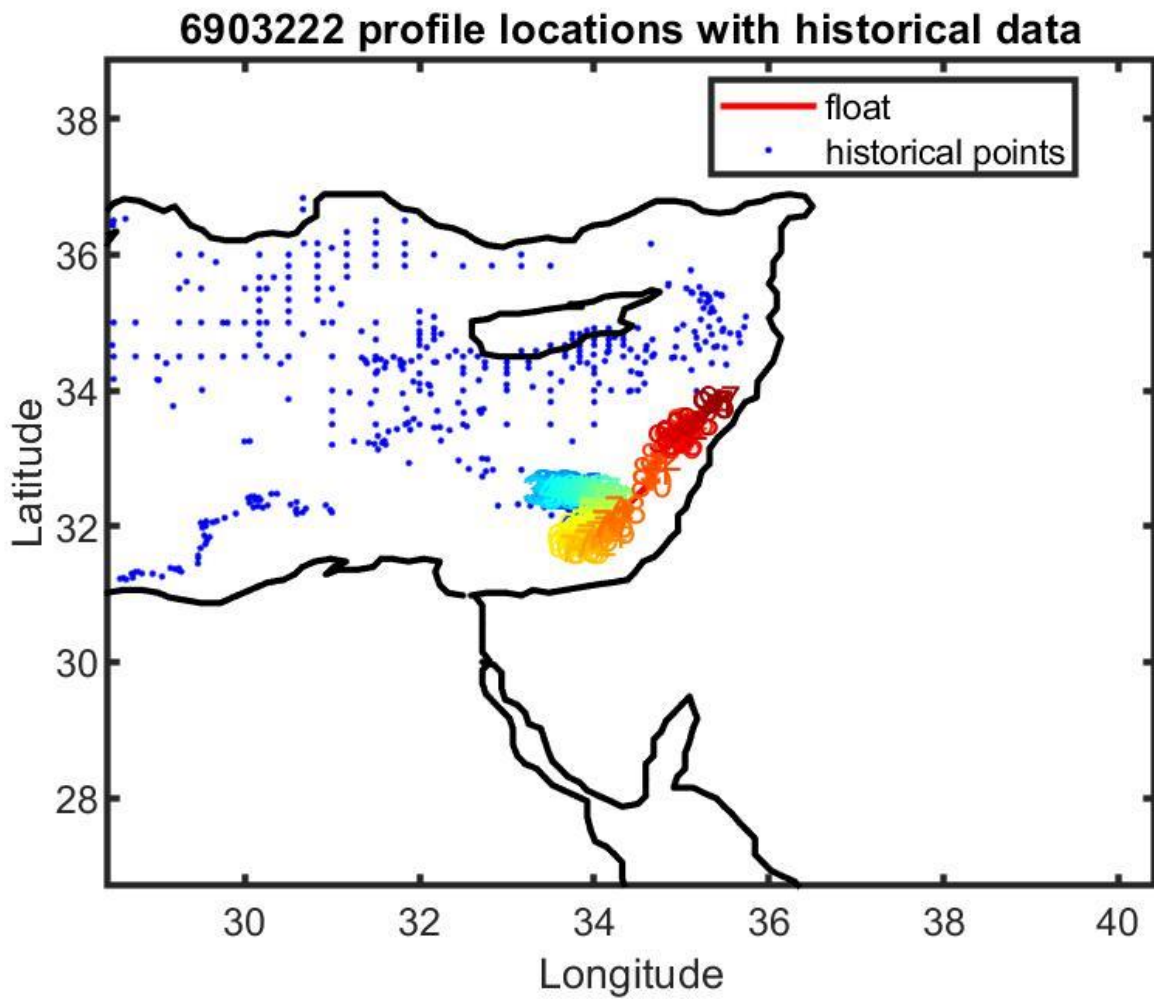 6903222 profile locations with historical data
float
historical points
38
36
34
32
30
28
Latitude
30 32 34 36 38 40
Longitude